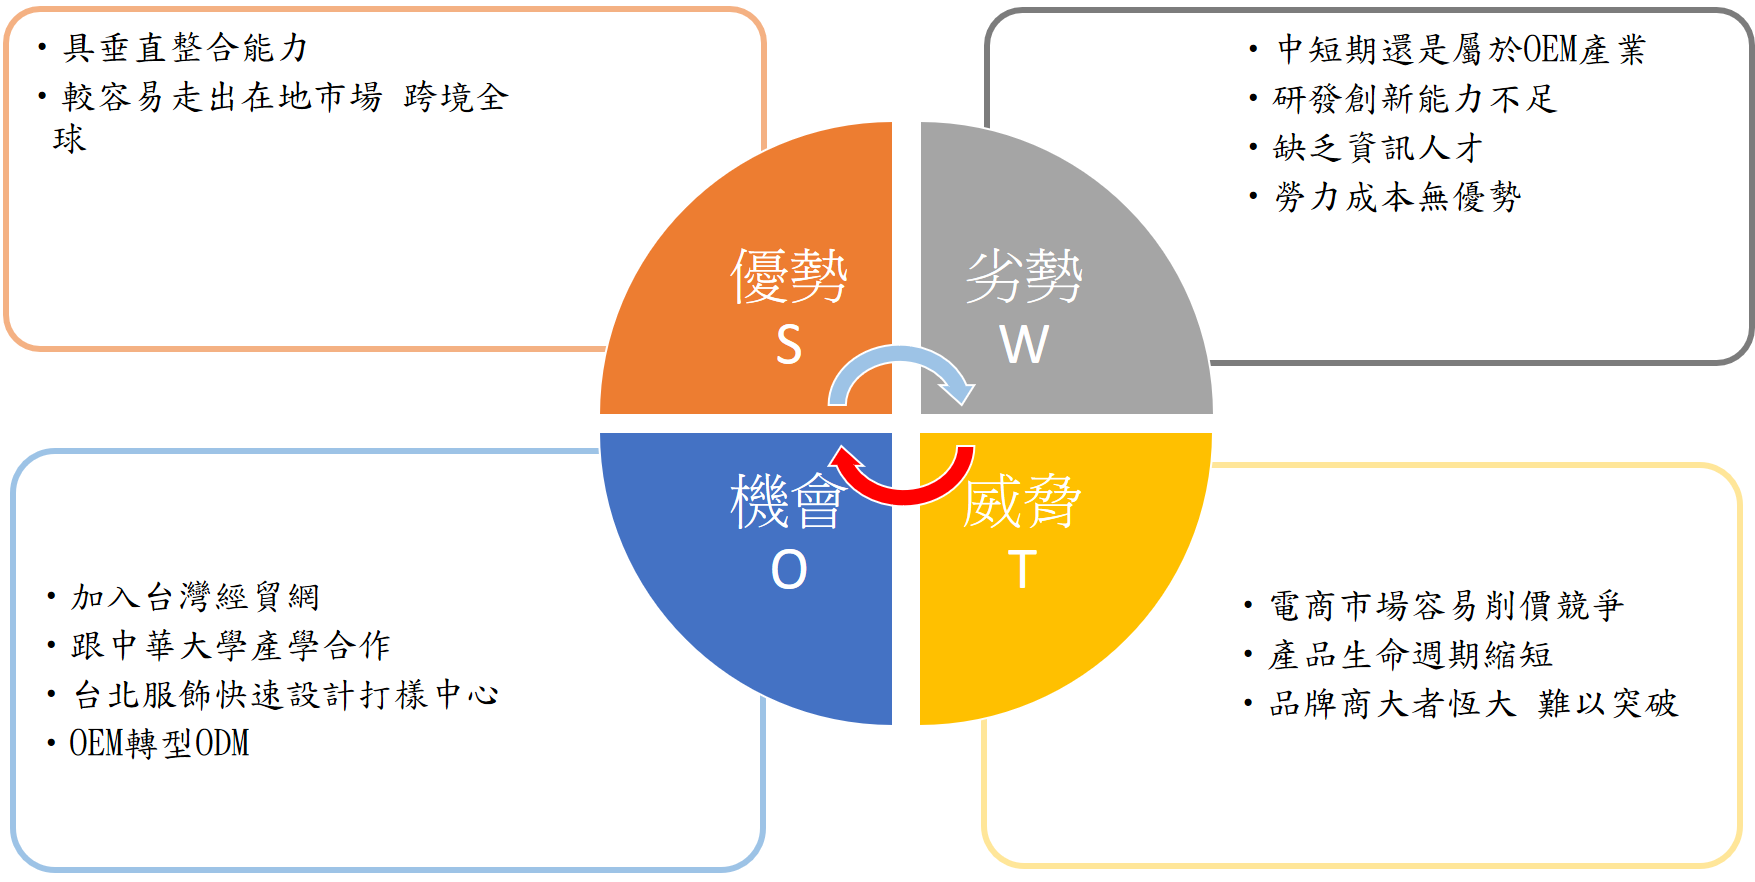 • 具垂直整合能力
• 較容易走出在地市場 跨境全
球
• 中短期還是屬於OEM產業
• 研發創新能力不足
• 缺乏資訊人才
• 勞力成本無優勢
優勢
S
劣勢
W
機會
O
威脅
T
• 加入台灣經貿網
• 跟中華大學產學合作
• 台北服飾快速設計打樣中心
• OEM轉型ODM
• 電商市場容易削價競爭
• 產品生命週期縮短
• 品牌商大者恆大 難以突破